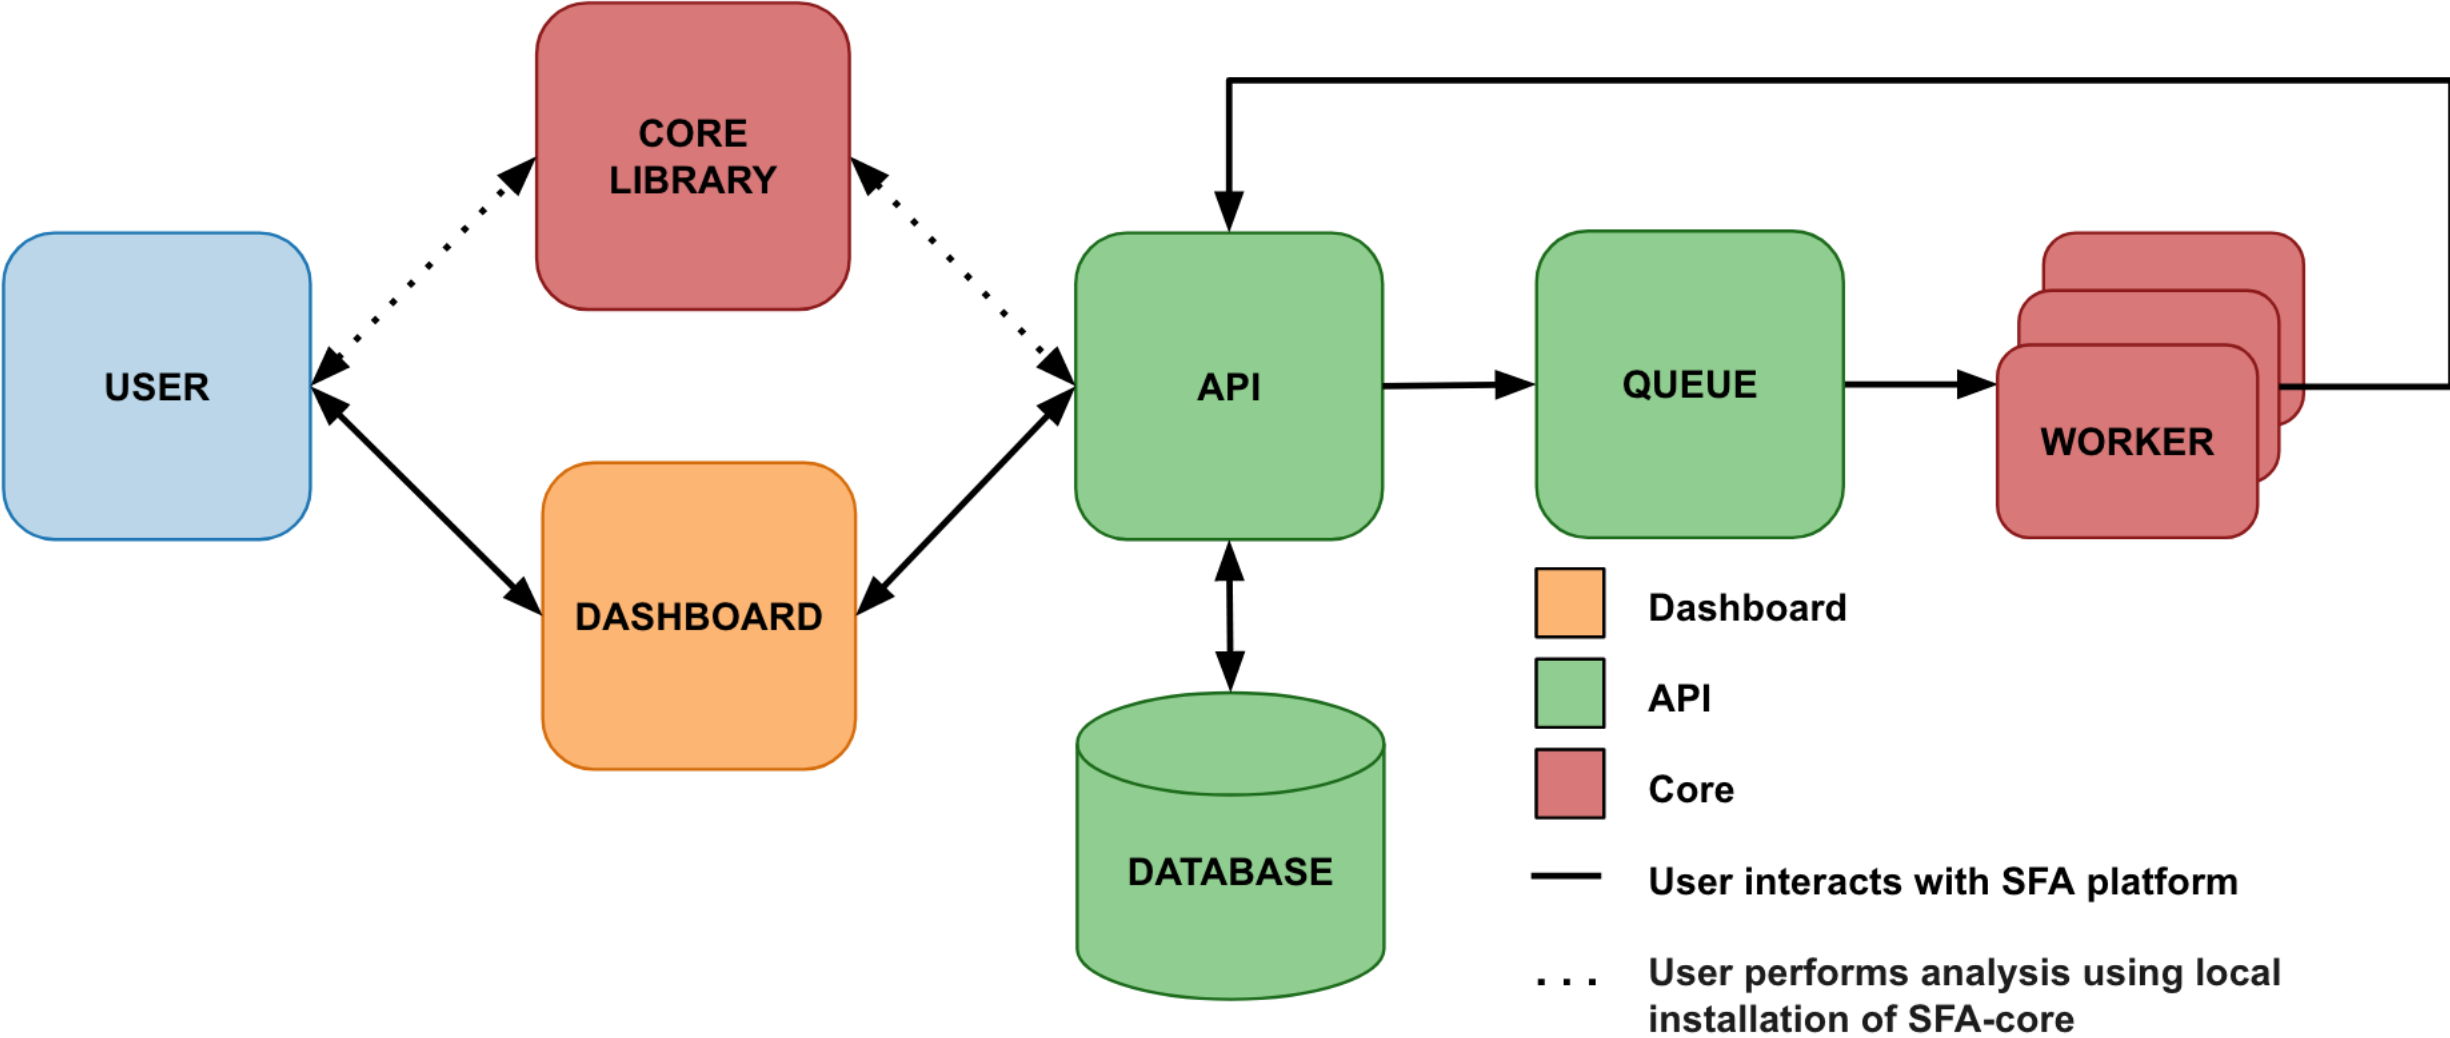 CORE
LIBRARY
USER
API
QUEUE
WORKER
DASHBOARD
DATABASE
Dashboard
API
Core
User interacts with SFA platform
. . . User performs analysis using local
installation of SFA-core